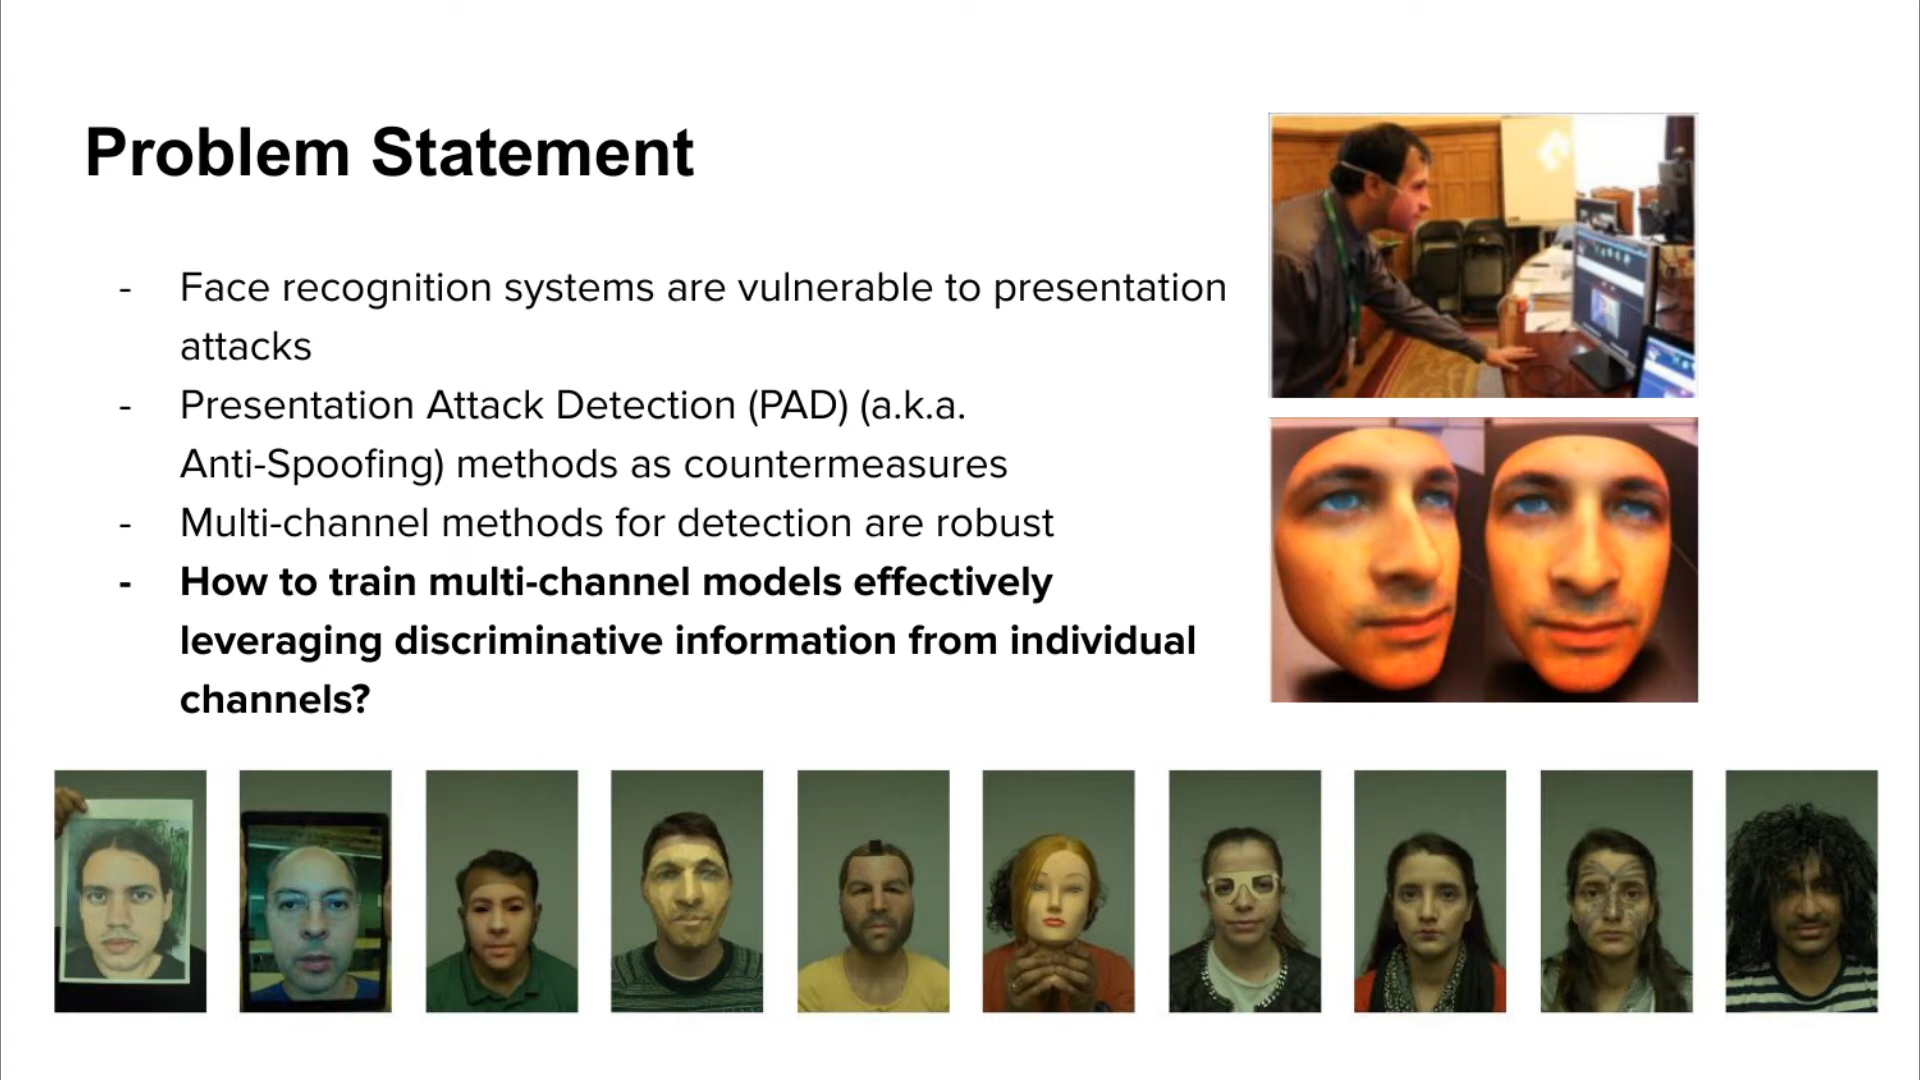 Problem Statement
- Face recognition systems are vulnerable to presentation
attacks
- Presentation Attack Detection (PAD) (a.k.a.
Anti-Spoofing) methods as countermeasures
- Multi-channel methods for detection are robust
- How to train multi-channel models effectively
leveraging discriminative information from individual
channels?